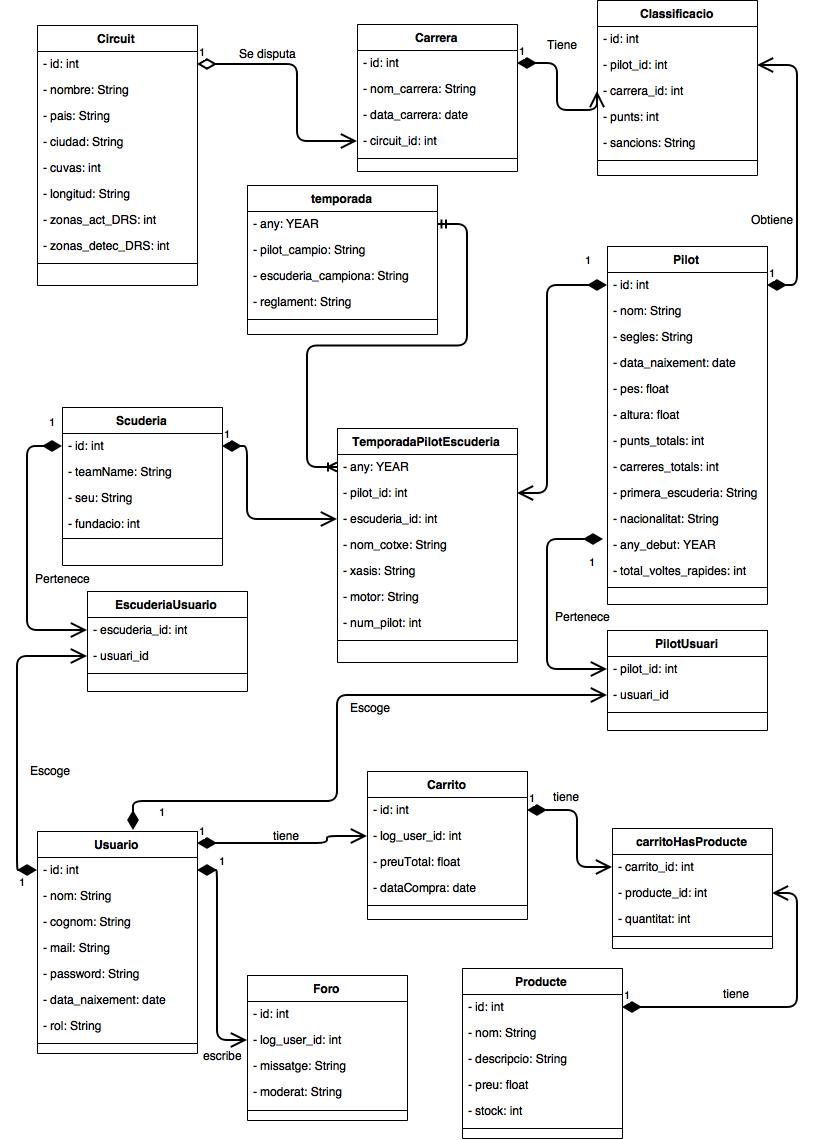 Circuit
- id: int
- nombre: String
- pais: String
- ciudad: String
- cuvas: int
- longitud: String
- zonas_act_DRS: int
- zonas_detec_DRS: int
1
Se disputa
Carrera
- id: int
- nom_carrera: String
- data_carrera: date
- circuit_id: int
1
Tiene
Classificacio
- id: int
- pilot_id: int
- carrera_id: int
- punts: int
- sancions: String
Obtiene
temporada
- any: YEAR
- pilot_campio: String
- escuderia_campiona: String
- reglament: String
1
Pilot
1
- id: int
- nom: String
- segles: String
- data_naixement: date
- pes: float
- altura: float
- punts_totals: int
- carreres_totals: int
- primera_escuderia: String
- nacionalitat: String
- any_debut: YEAR
- total_voltes_rapides: int
1
Pertenece
1
Scuderia
1
- id: int
- teamName: String
- seu: String
- fundacio: int
Pertenece
TemporadaPilotEscuderia
- any: YEAR
- pilot_id: int
- escuderia_id: int
- nom_cotxe: String
- xasis: String
- motor: String
- num_pilot: int
EscuderiaUsuario
- escuderia_id: int
- usuari_id
PilotUsuari
- pilot_id: int
- usuari_id
Escoge
Escoge
1
Usuario
1
1
1
- id: int
- nom: String
- cognom: String
- mail: String
- password: String
- data_naixement: date
- rol: String
tiene
Carrito
- id: int
- log_user_id: int
- preuTotal: float
- dataCompra: date
1
tiene
carritoHasProducte
- carrito_id: int
- producte_id: int
- quantitat: int
escribe
Foro
- id: int
- log_user_id: int
- missatge: String
- moderat: String
Producte
- id: int
- nom: String
- descripcio: String
- preu: float
- stock: int
1
tiene